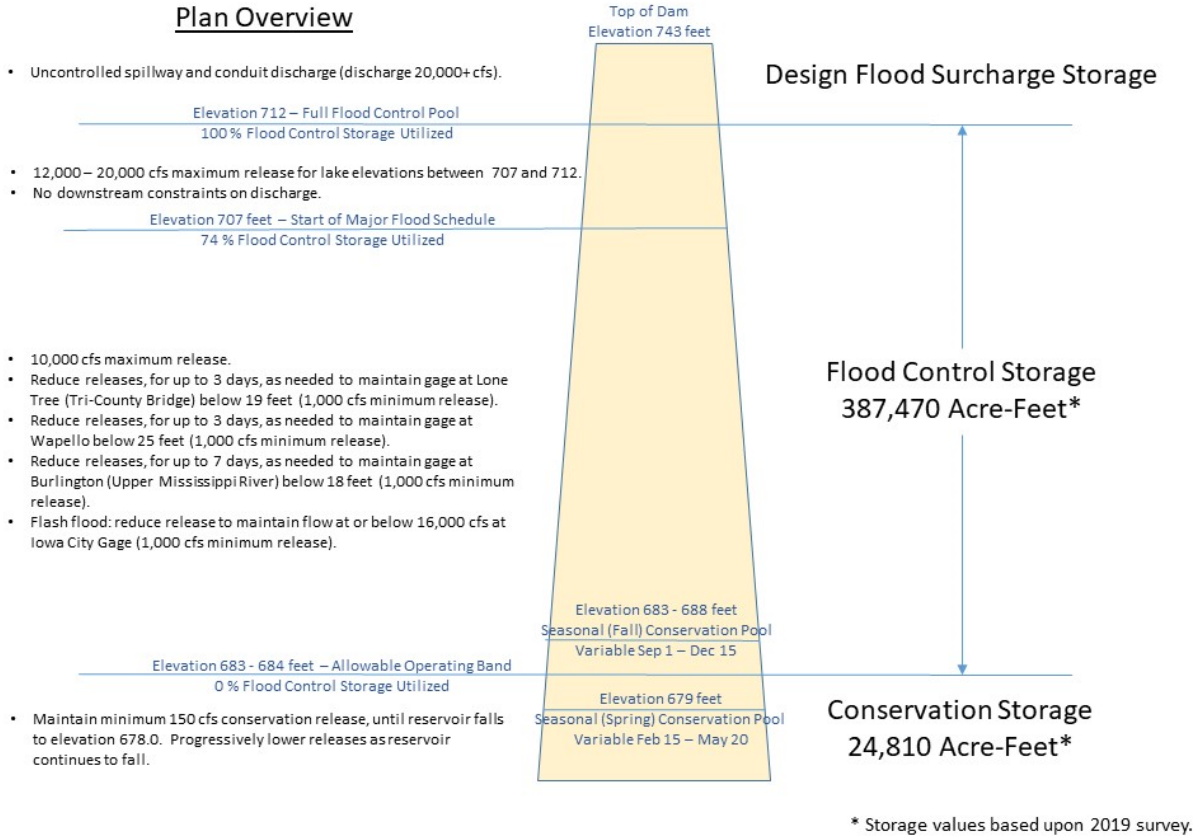 Plan Overview
Top of Dam
Elevation 743 feet
• Uncontrolled spillway and conduit discharge (discharge 20,000+ cfs).
Design Flood Surcharge Storage
Elevation 712 – Full Flood Control Pool
100 % Flood Control Storage Utilized
• 12,000 – 20,000 cfs maximum release for lake elevations between 707 and 712.
• No downstream constraints on discharge.
Elevation 707 feet – Start of Major Flood Schedule
74 % Flood Control Storage Utilized
• 10,000 cfs maximum release.
• Reduce releases, for up to 3 days, as needed to maintain gage at Lone
Tree (Tri-County Bridge) below 19 feet (1,000 cfs minimum release).
• Reduce releases, for up to 3 days, as needed to maintain gage at
Wapello below 25 feet (1,000 cfs minimum release).
• Reduce releases, for up to 7 days, as needed to maintain gage at
Burlington (Upper Mississippi River) below 18 feet (1,000 cfs minimum
release).
• Flash flood: reduce release to maintain flow at or below 16,000 cfs at
Iowa City Gage (1,000 cfs minimum release).
Flood Control Storage
387,470 Acre-Feet*
Elevation 683 - 688 feet
Seasonal (Fall) Conservation Pool
Variable Sep 1 – Dec 15
Elevation 683 - 684 feet – Allowable Operating Band
0 % Flood Control Storage Utilized
Elevation 679 feet
Seasonal (Spring) Conservation Pool
Variable Feb 15 – May 20
• Maintain minimum 150 cfs conservation release, until reservoir falls
to elevation 678.0. Progressively lower releases as reservoir
continues to fall.
Conservation Storage
24,810 Acre-Feet*
* Storage values based upon 2019 survey.